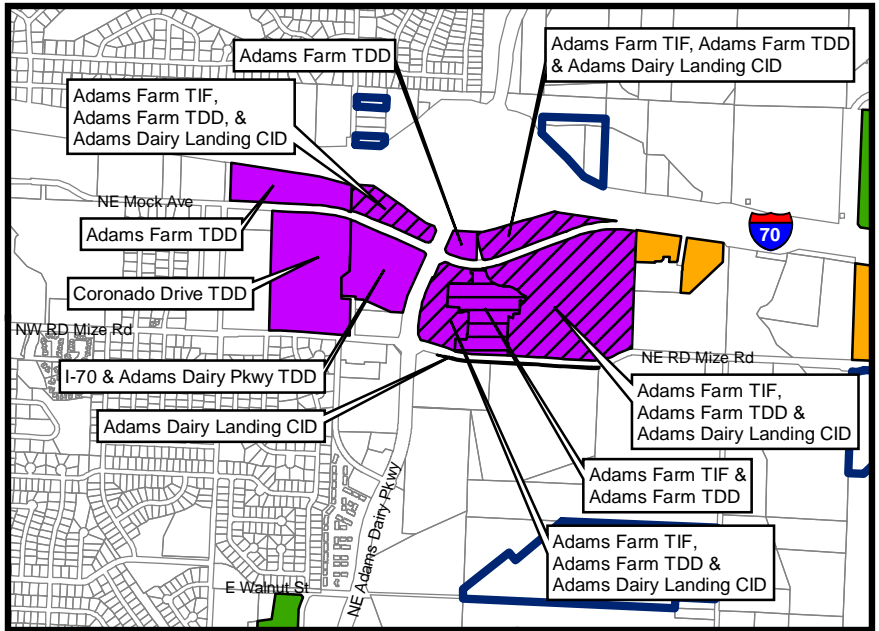 Adams Farm TDD
Adams Farm TIF, Adams Farm TDD
& Adams Dairy Landing CID
Adams Farm TIF,
Adams Farm TDD, &
Adams Dairy Landing CID
NE Mock Ave
Adams Farm TDD
70
Coronado Drive TDD
NW RD Mize Rd
NE RD Mize Rd
I-70 & Adams Dairy Pkwy TDD
Adams Dairy Landing CID
Adams Farm TIF,
Adams Farm TDD &
Adams Dairy Landing CID
Adams Farm TIF &
Adams Farm TDD
NE Adams Dairy Pkwy
Adams Farm TIF,
Adams Farm TDD &
Adams Dairy Landing CID
E Walnut St